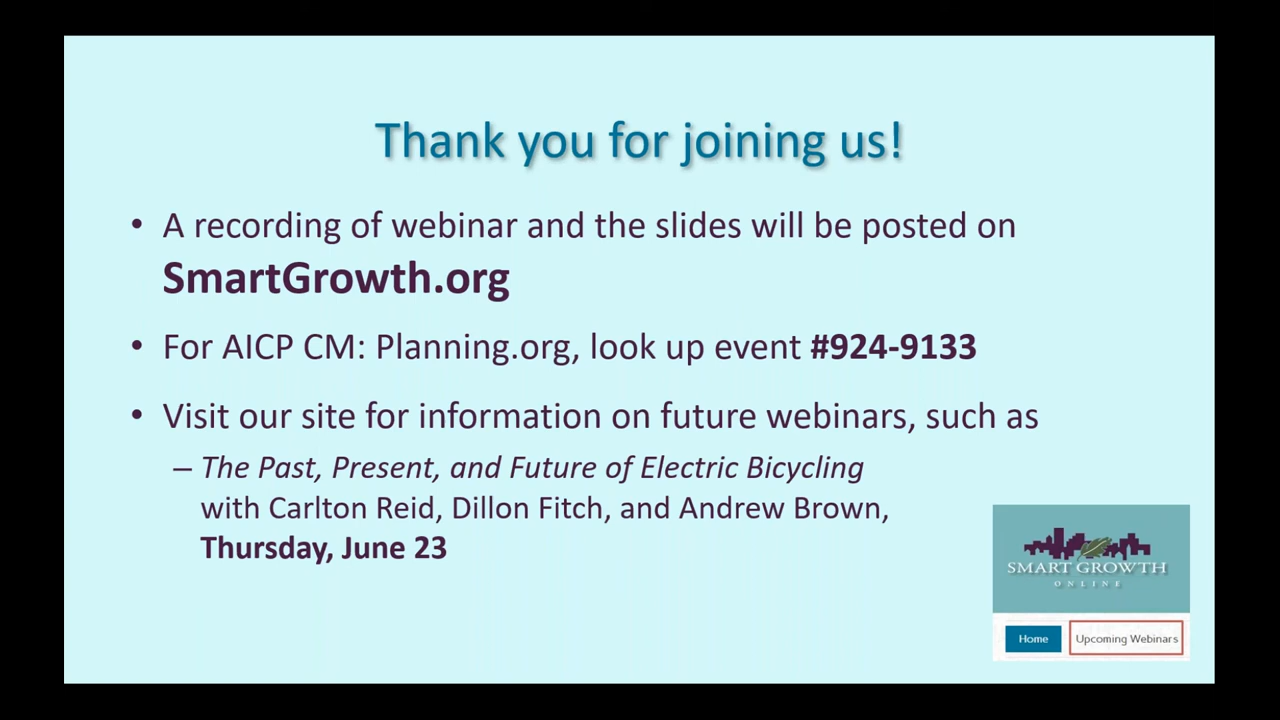 Thank you for joining us!
• A recording of webinar and the slides will be posted on
SmartGrowth.org
• For AICP CM: Planning.org, look up event #924-9133
• Visit our site for information on future webinars, such as
– The Past, Present, and Future of Electric Bicycling
with Carlton Reid, Dillon Fitch, and Andrew Brown,
Thursday, June 23
SMART GROWTH
ONLINE
Home Upcoming Webinars